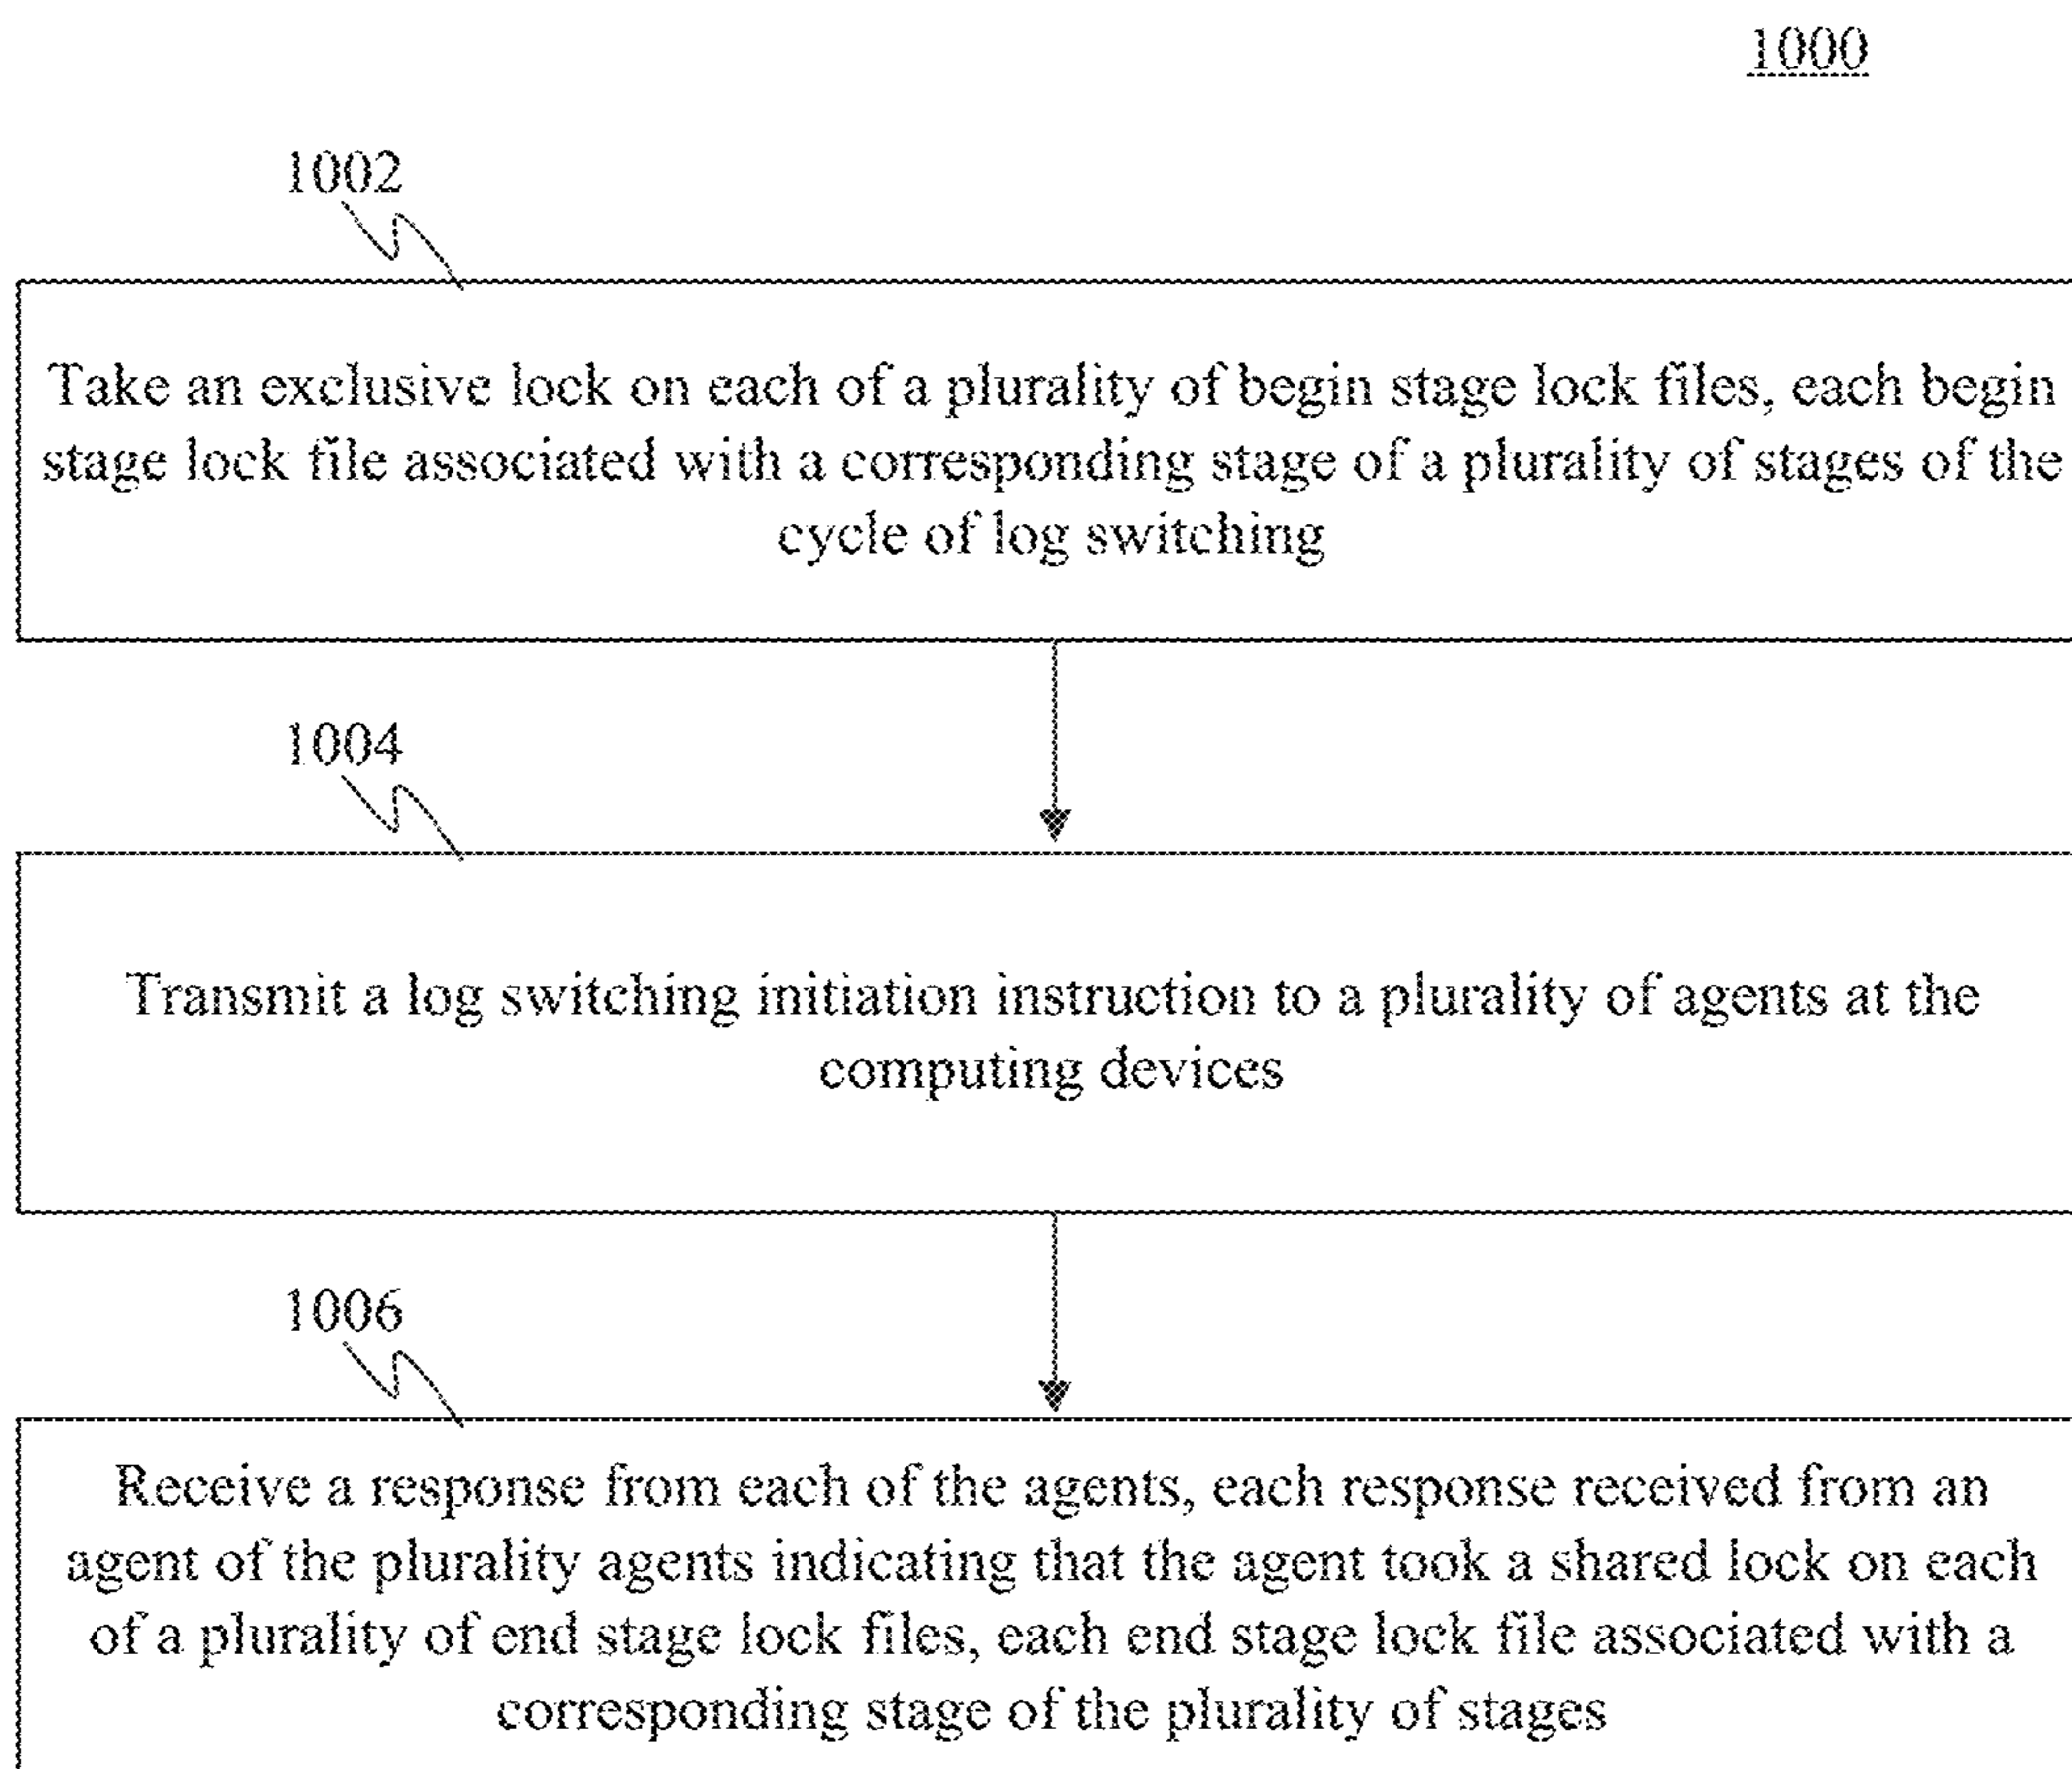 1000
1002
Take an exclusive lock on each of a plurality of begin stage lock files, each begin
stage lock file associated with a corresponding stage of a plurality of stages of the
cycle of log switching
1004
Transmit a log switching initiation instruction to a plurality of agents at the
computing devices
1006
Receive a response from each of the agents, each response received from an
agent of the plurality agents indicating that the agent took a shared lock on each
of a plurality of end stage lock files, each end stage lock file associated with a
corresponding stage of the plurality of stages